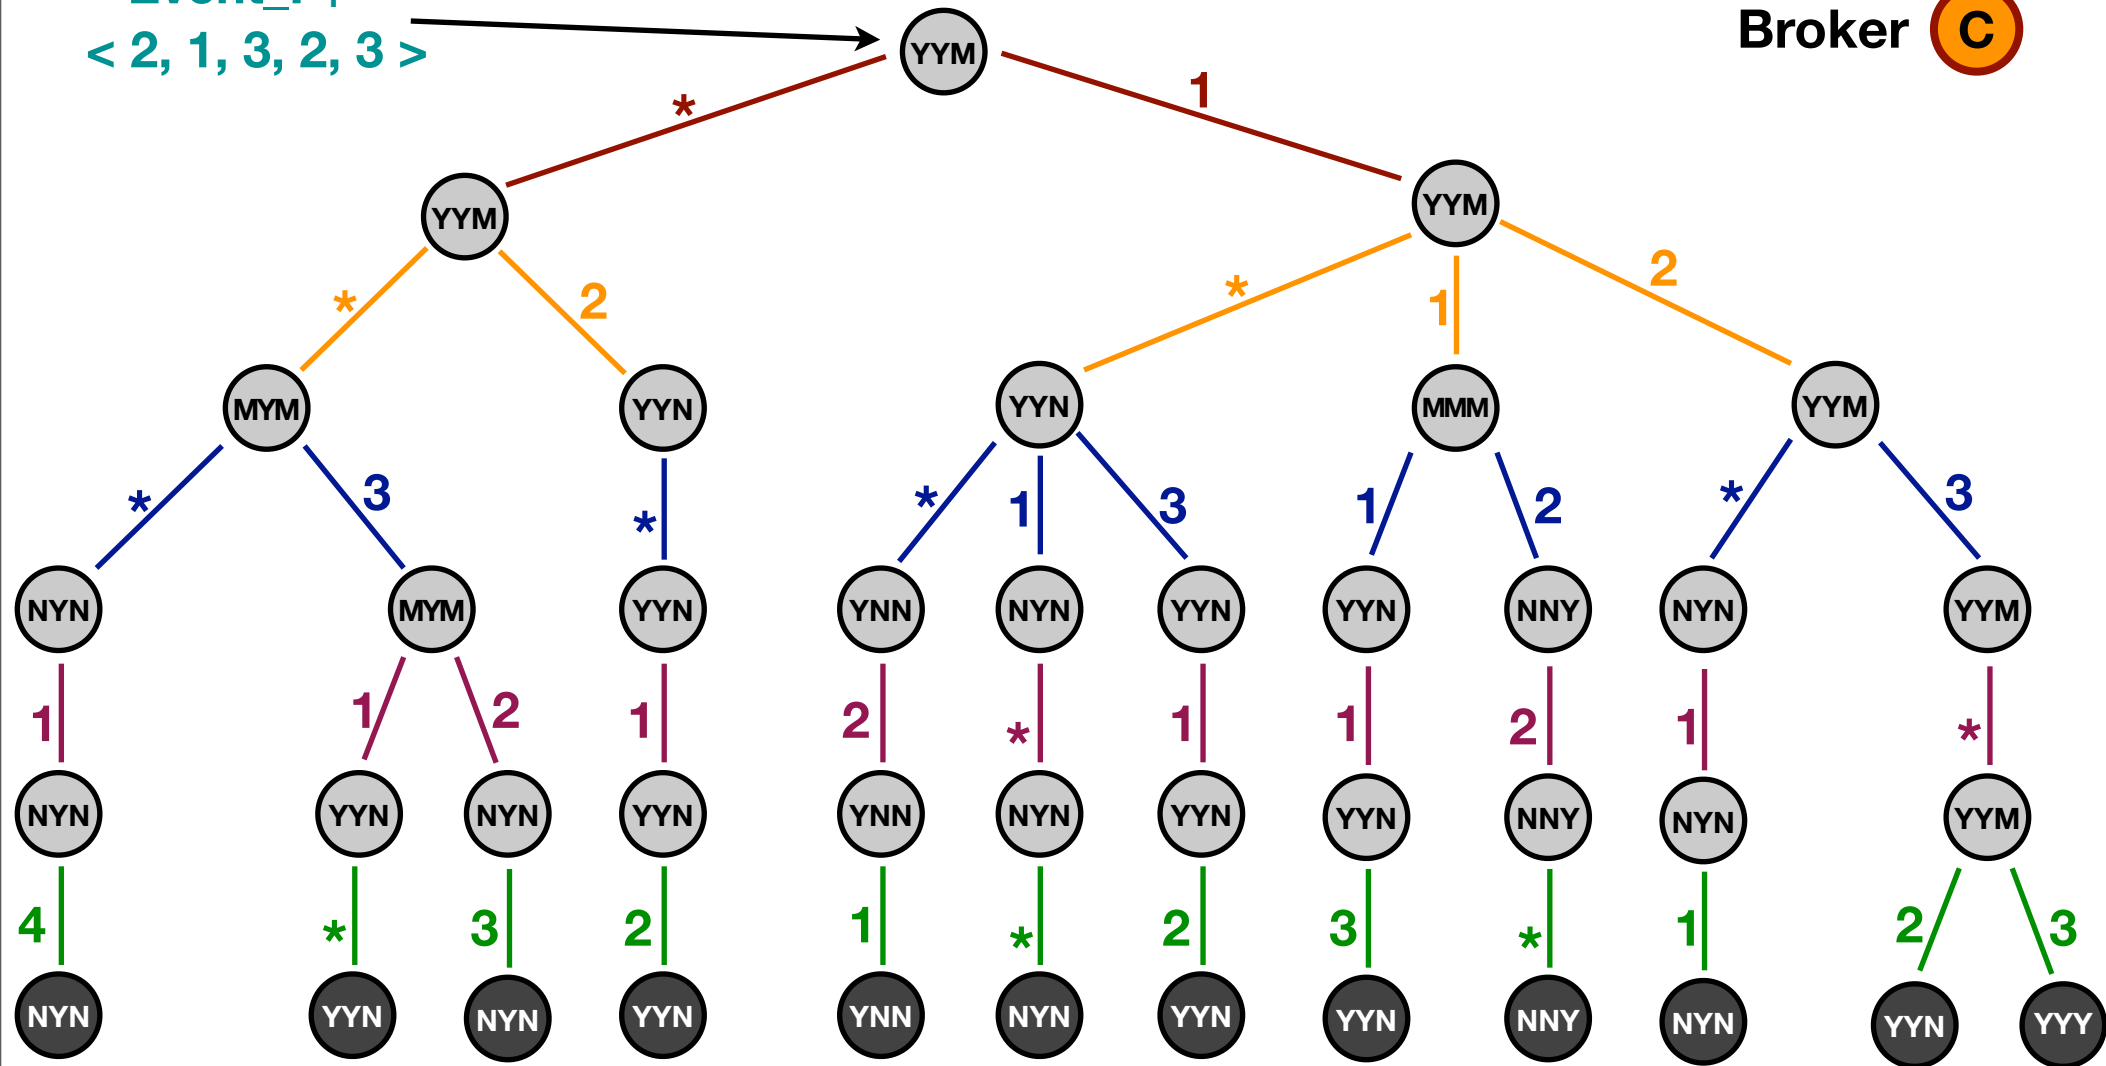 < 2, 1, 3, 2, 3 >
Broker C
YYM
* 1
YYM YYM
* 2 * 1 2
MYM YYN YYN MMM YYM
* 3 * * 1 3 1 2 * 3
NYN MYM YYN YNN NYN YYN YYN NNY NYN YYM
1 1 2 1 2 * 1 1 2 1 *
NYN YYN NYN YYN YNN NYN YYN YYN NNY NYN YYM
4 * 3 2 1 * 2 3 * 1 2 3
NYN YYN NYN YYN YNN NYN YYN YYN NNY NYN YYN YYY